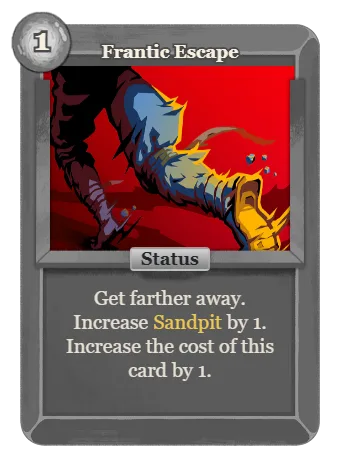 1
Frantic Escape
Status
Get farther away.
Increase Sandpit by 1.
Increase the cost of this
card by 1.